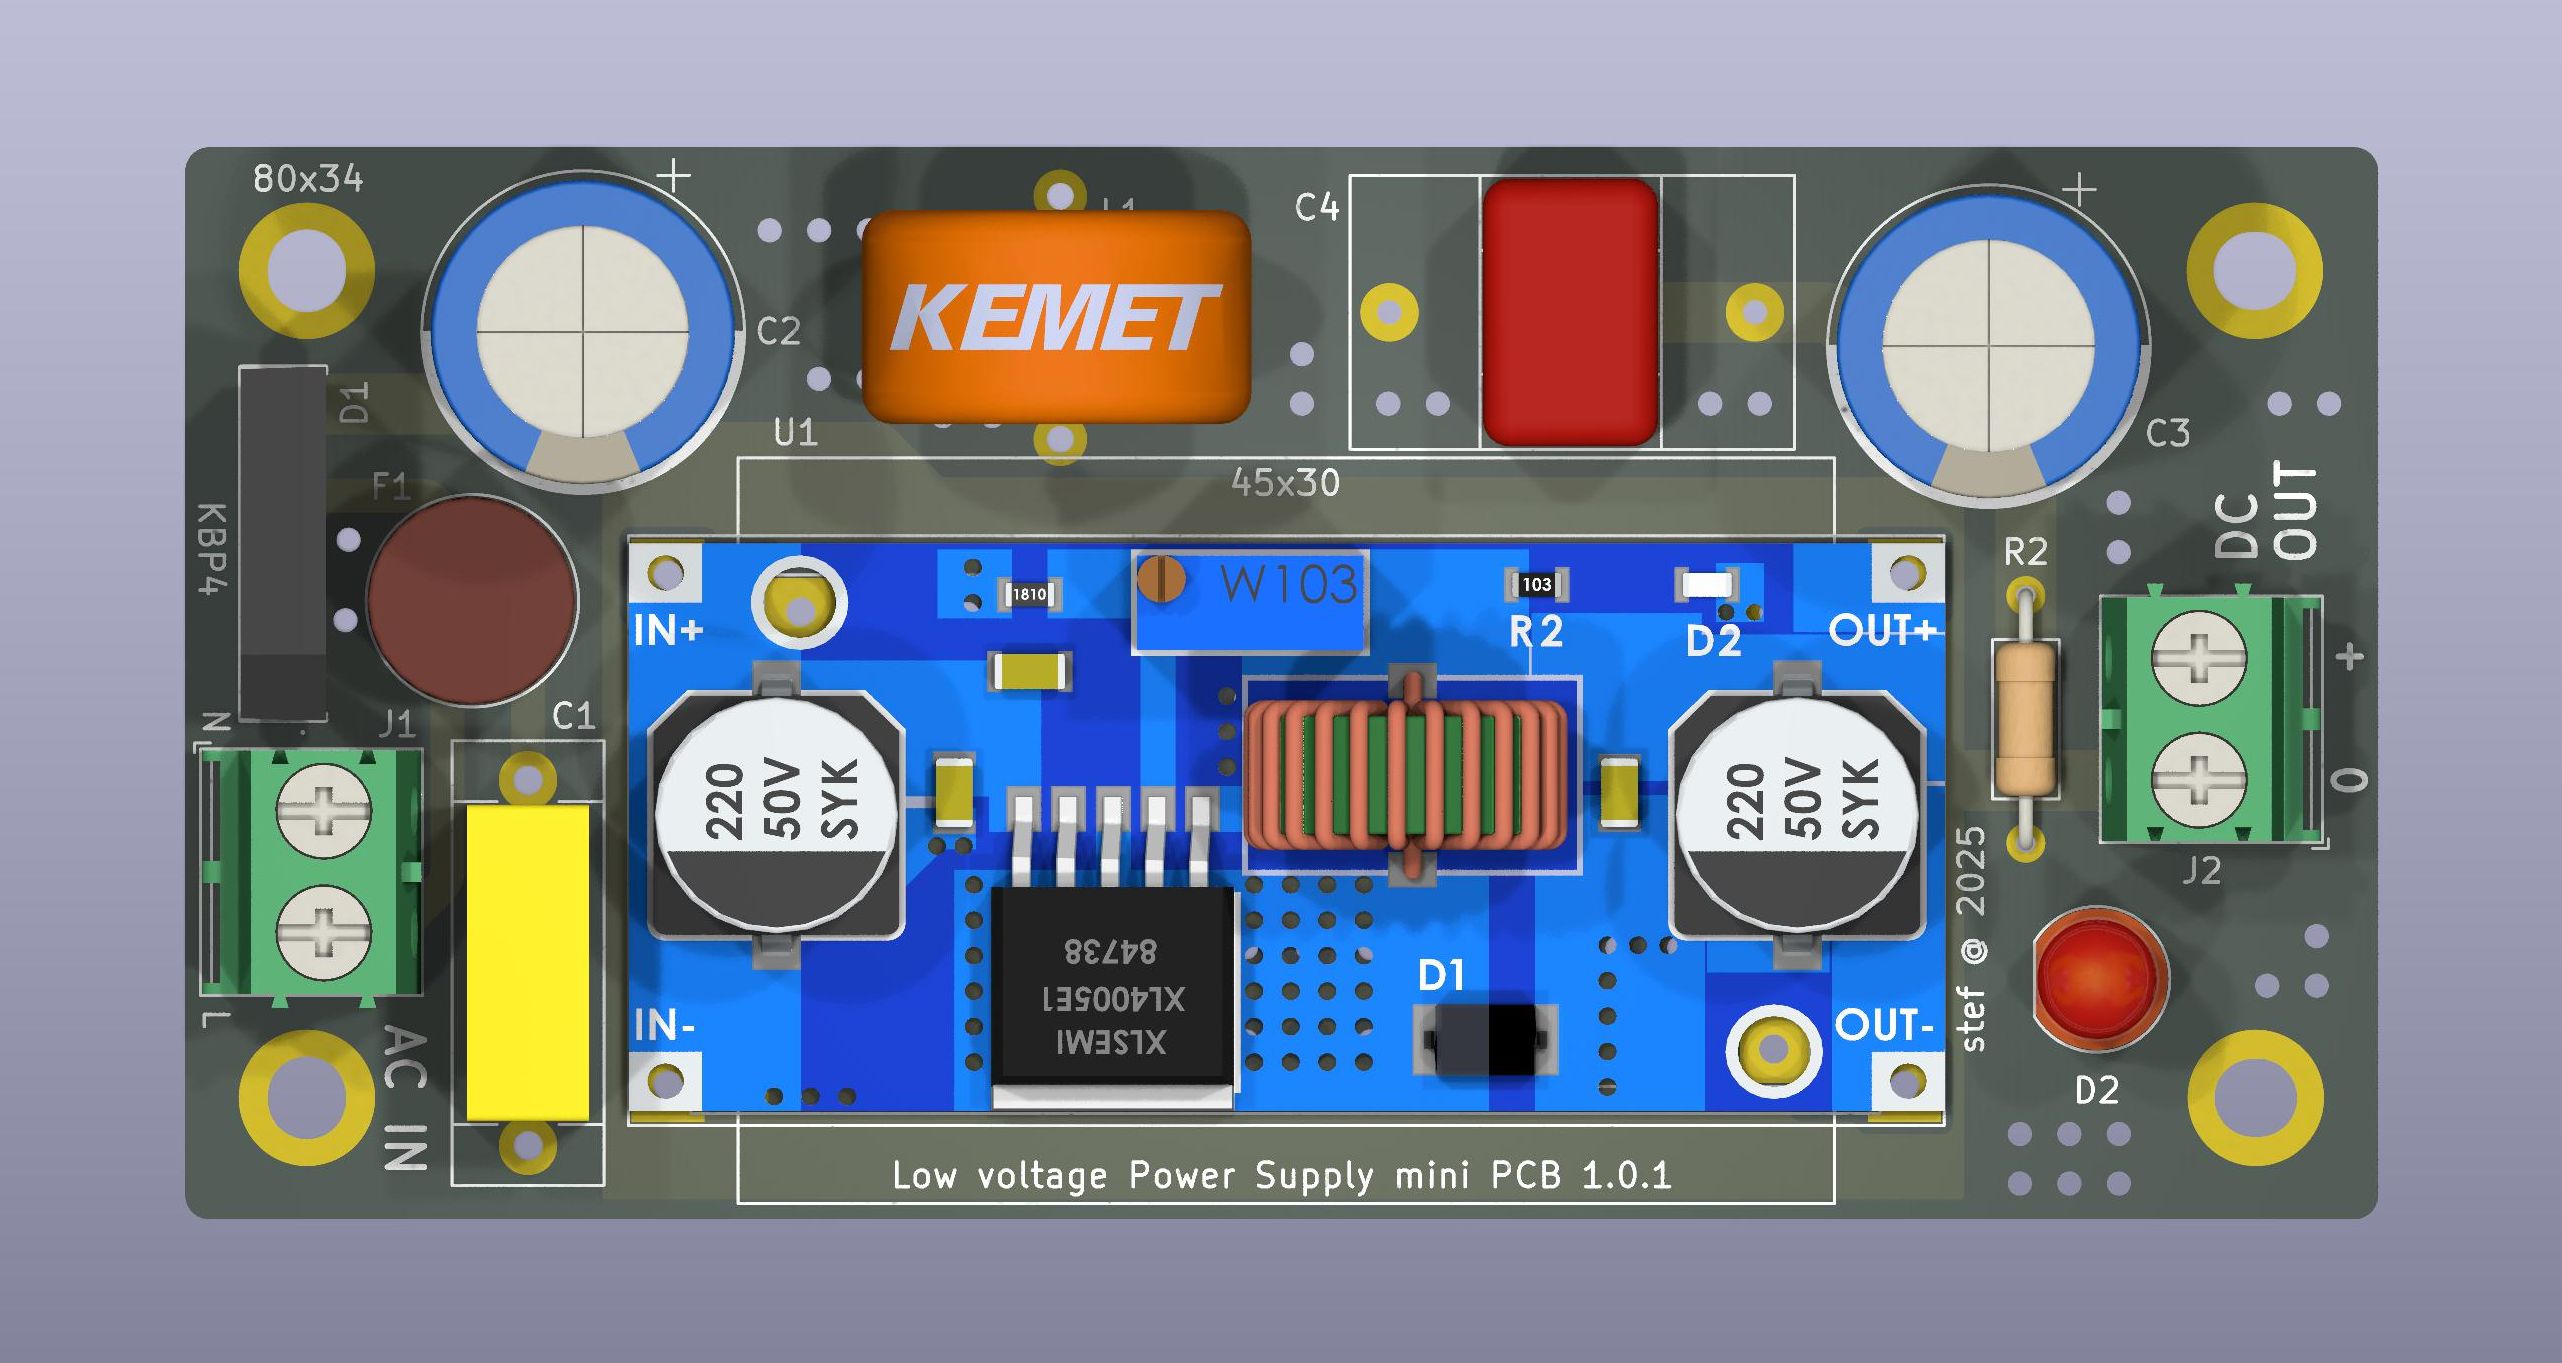 80x34
L1
C4
KEMET
C2
D1
U1
C3
45x30
F1
DC
OUT
KBP4
R2
1810
W103
103
IN+
R2
D2
OUT+
+
N
J1
C1
220
50V
SYK
220
50V
SYK
O
J2
84738
XL4005E1
XLSEMI
D1
stef @ 2025
L
IN-
OUT-
AC IN
D2
Low voltage Power Supply mini PCB 1.0.1